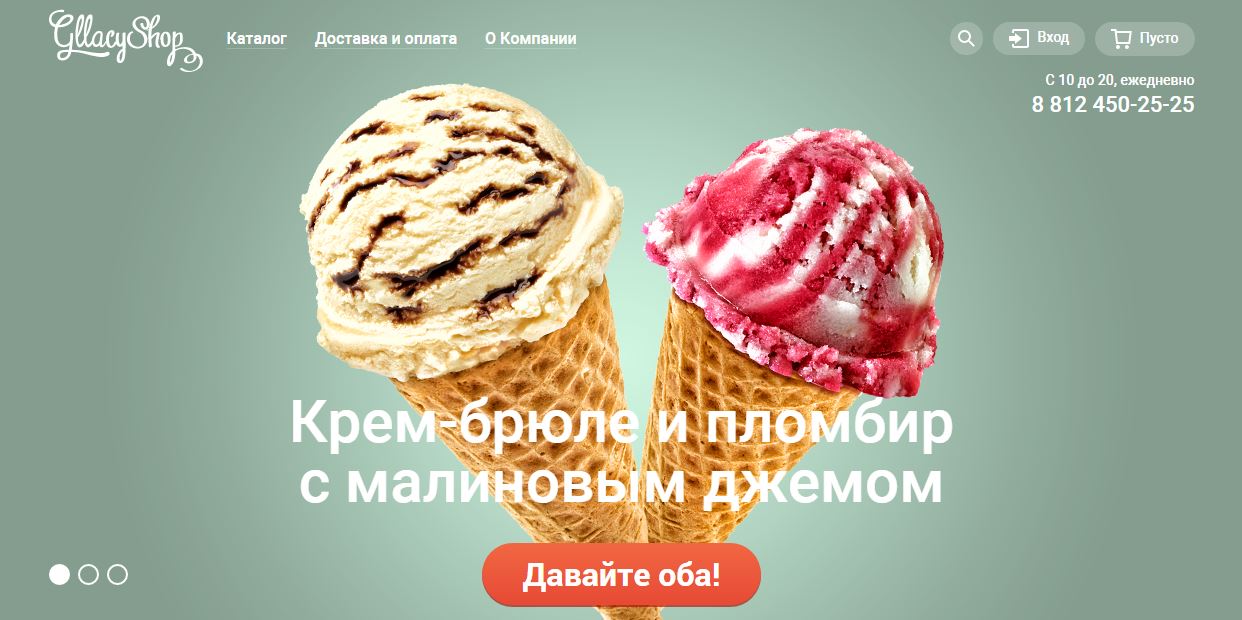 GllacyShop
Каталог
Доставка и оплата
О Компании
Вход
Пусто
С 10 до 20, ежедневно
8 812 450-25-25
Крем-брюле и пломбир
с малиновым джемом
Давайте оба!